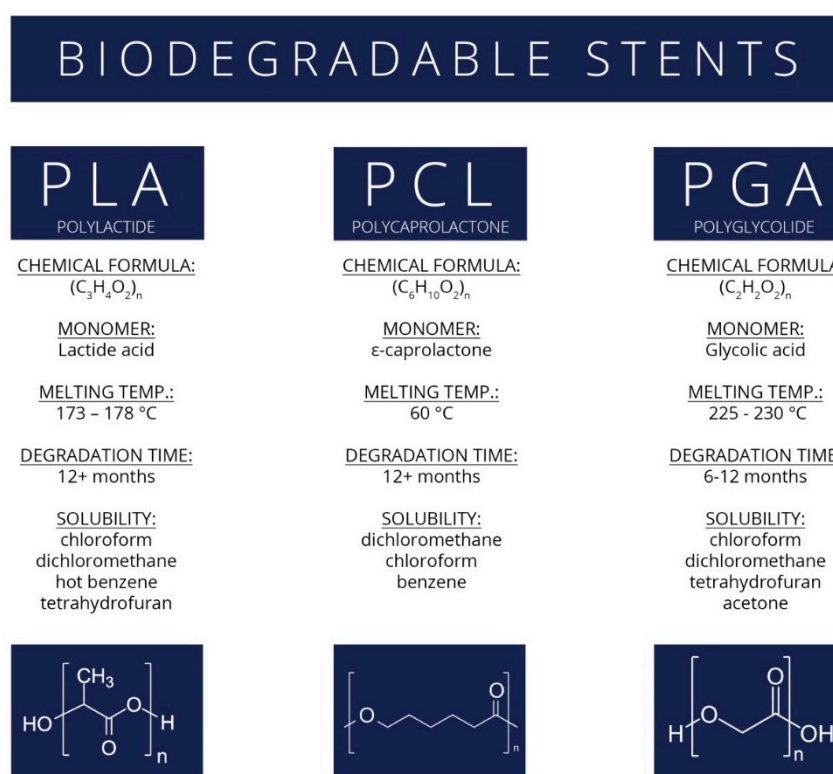 BIODEGRADABLE STENTS
PLA
POLYLACTIDE
CHEMICAL FORMULA:
(C₃H₄O₂)ₙ
MONOMER:
Lactide acid
MELTING TEMP.:
173 – 178 °C
DEGRADATION TIME:
12+ months
SOLUBILITY:
chloroform
dichloromethane
hot benzene
tetrahydrofuran
CH₃
HO
O
H
O
n
PCL
POLYCAPROLACTONE
CHEMICAL FORMULA:
(C₆H₁₀O₂)ₙ
MONOMER:
ε-caprolactone
MELTING TEMP.:
60 °C
DEGRADATION TIME:
12+ months
SOLUBILITY:
dichloromethane
chloroform
benzene
O
O
n
PGA
POLYGLYCOLIDE
CHEMICAL FORMULA
(C₂H₂O₂)ₙ
MONOMER:
Glycolic acid
MELTING TEMP.:
225 - 230 °C
DEGRADATION TIME
6-12 months
SOLUBILITY:
chloroform
dichloromethane
tetrahydrofuran
acetone
O
O
H
OH
n